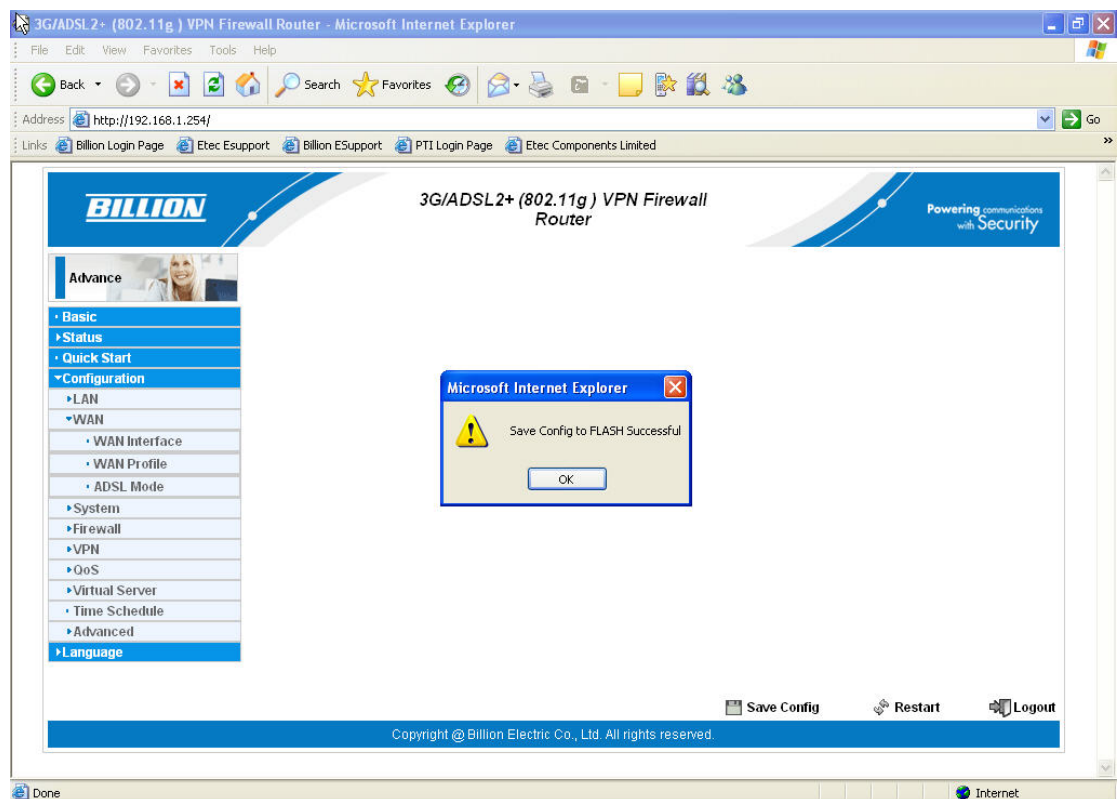 3G/ADSL2+ (802.11g ) VPN Firewall Router - Microsoft Internet Explorer
File Edit View Favorites Tools Help
Back Search Favorites
Address http://192.168.1.254/ Go
Links Billion Login Page Etec Esupport Billion ESupport PTI Login Page Etec Components Limited »
BILLION
3G/ADSL2+ (802.11g ) VPN Firewall
Router
Powering communications
with Security
Advance
Basic
Status
Quick Start
Configuration
LAN
WAN
WAN Interface
WAN Profile
ADSL Mode
System
Firewall
VPN
QoS
Virtual Server
Time Schedule
Advanced
Language
Microsoft Internet Explorer
Save Config to FLASH Successful
OK
Save Config Restart Logout
Copyright @ Billion Electric Co., Ltd. All rights reserved.
Done Internet